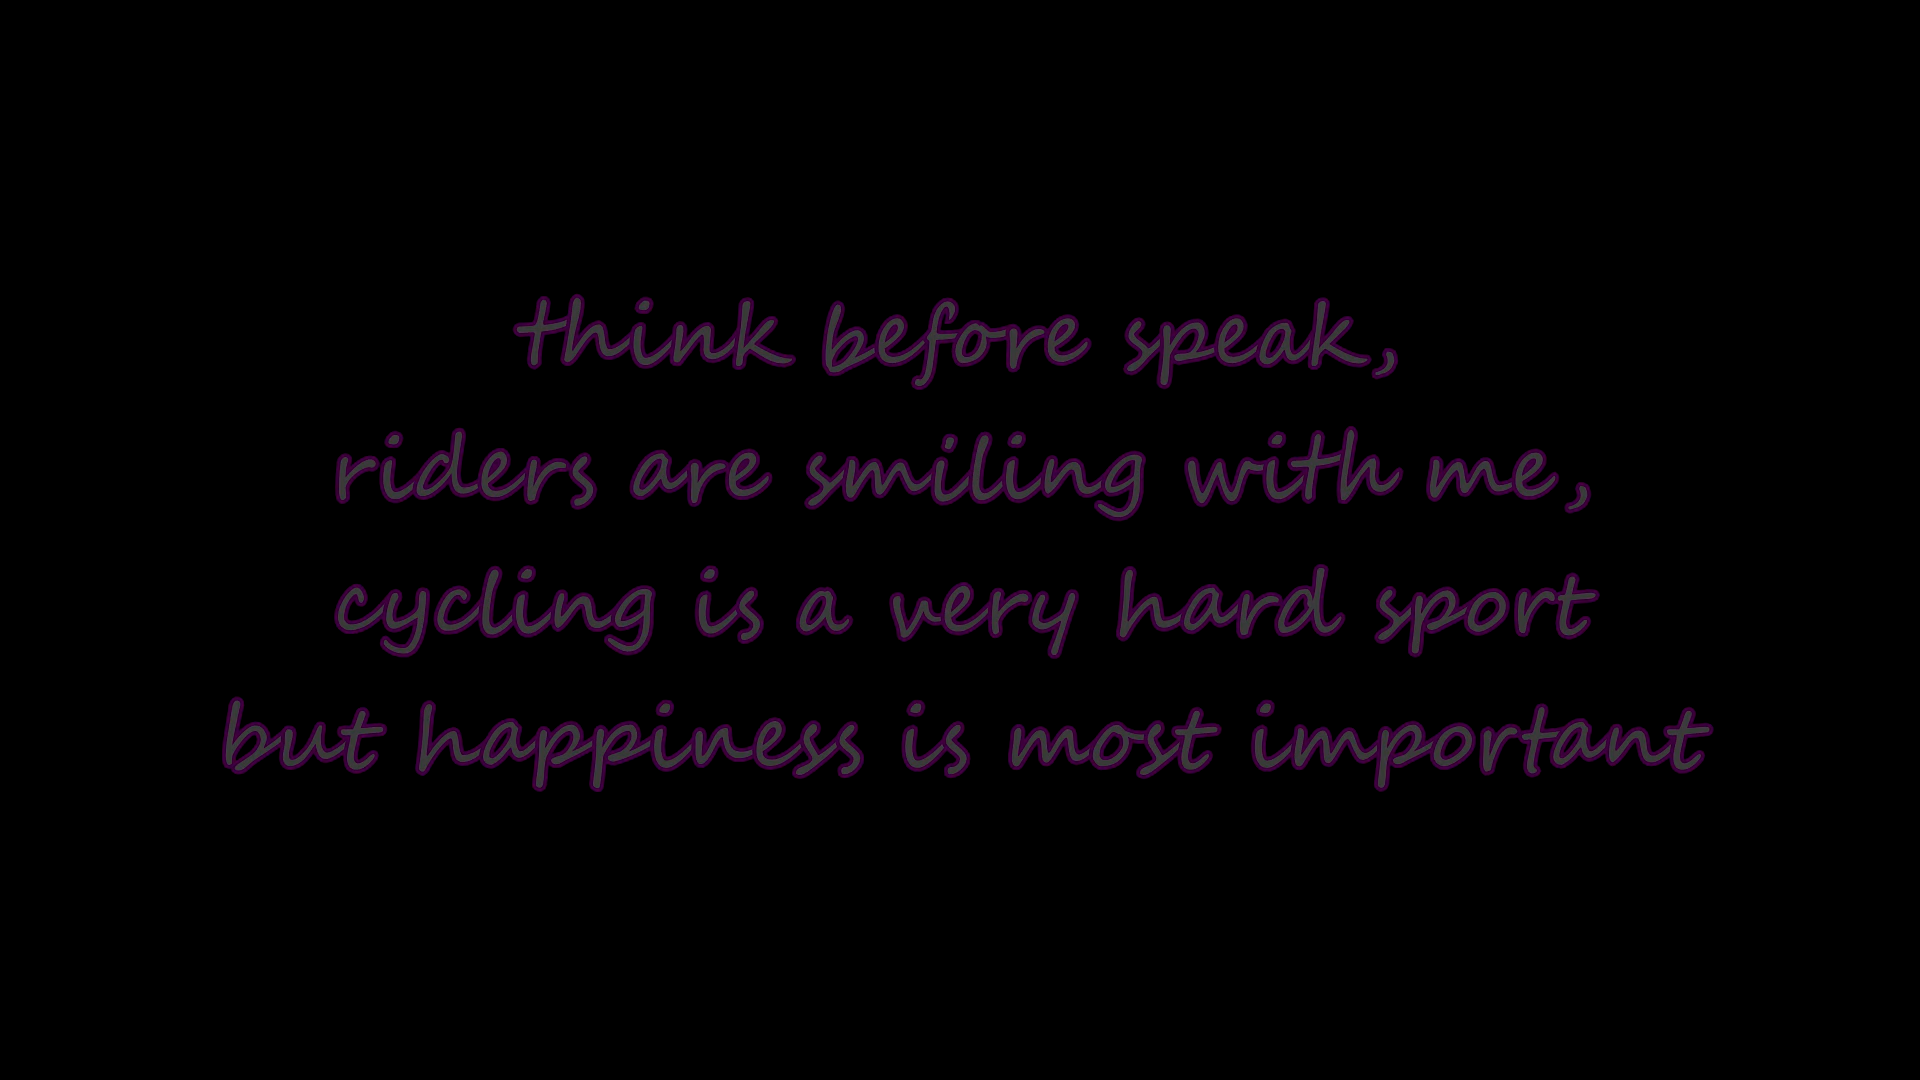 think before speak,
riders are smiling with me,
cycling is a very hard sport
but happiness is most important